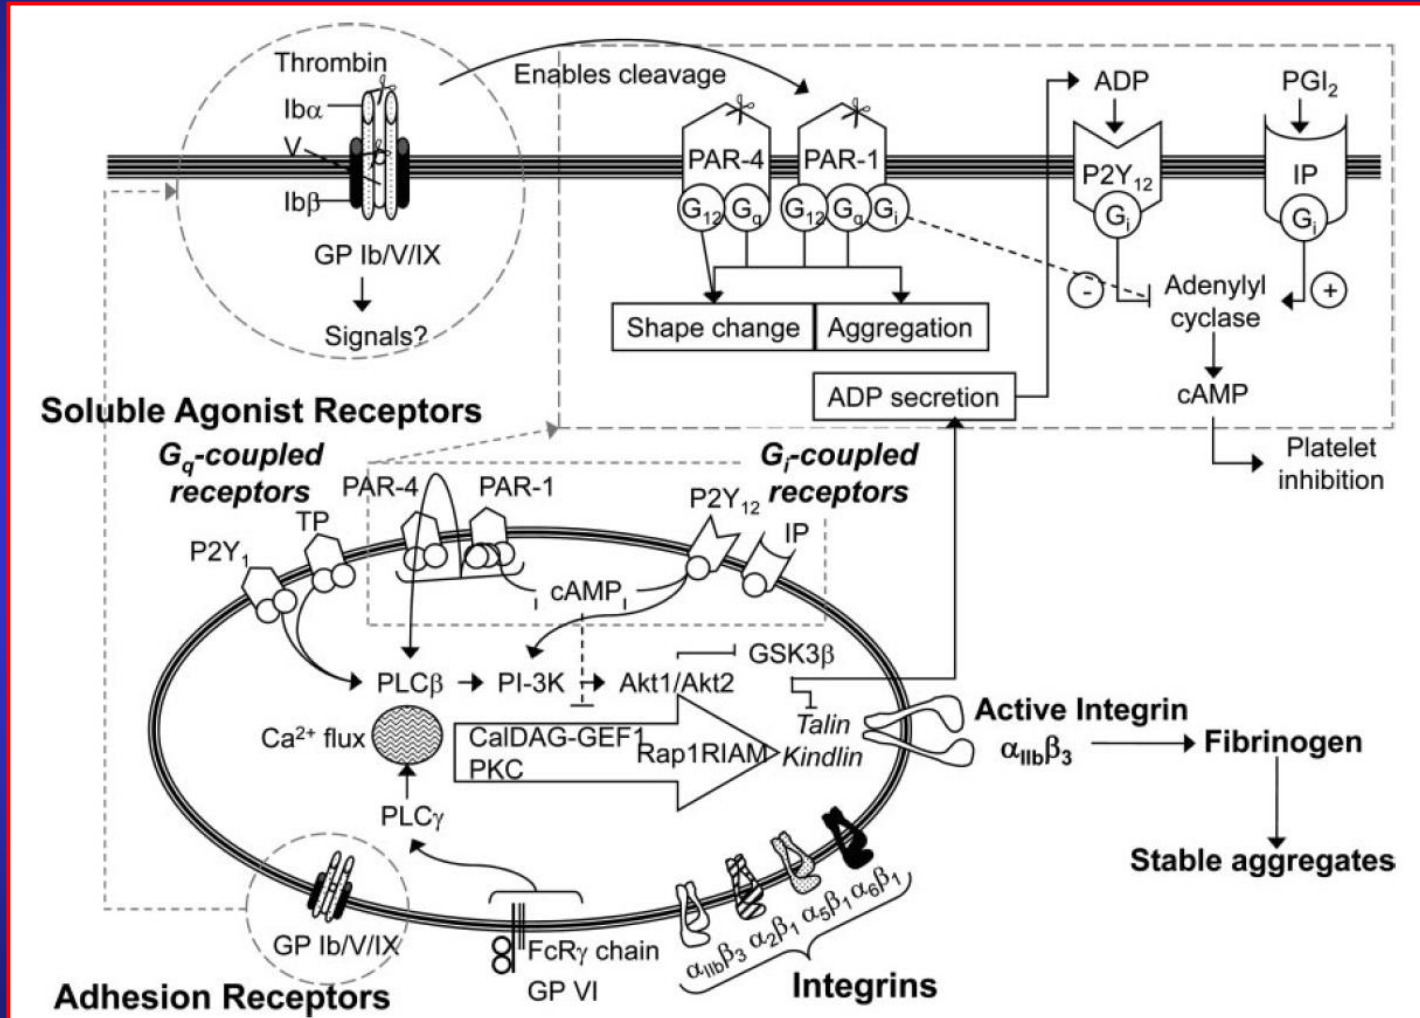 Thrombin
Enables cleavage
Ibα
V
Ibβ
GP Ib/V/IX
Signals?
PAR-4
PAR-1
G12
Gq
G12
Gq
Gi
Shape change
Aggregation
ADP
P2Y12
Gi
PGI2
IP
Gi
-
Adenylyl
cyclase
+
cAMP
Platelet
inhibition
ADP secretion
Soluble Agonist Receptors
Gq-coupled
receptors
Gi-coupled
receptors
P2Y1
TP
PAR-4
PAR-1
P2Y12
IP
cAMP
PLCβ
PI-3K
Akt1/Akt2
GSK3β
Ca2+ flux
CalDAG-GEF1
PKC
Rap1RIAM
Talin
Kindlin
Active Integrin
αIIbβ3
Fibrinogen
Stable aggregates
PLCγ
GP Ib/V/IX
FcRγ chain
GP VI
αIIbβ3 α2β1 α5β1 α6β1
Integrins
Adhesion Receptors